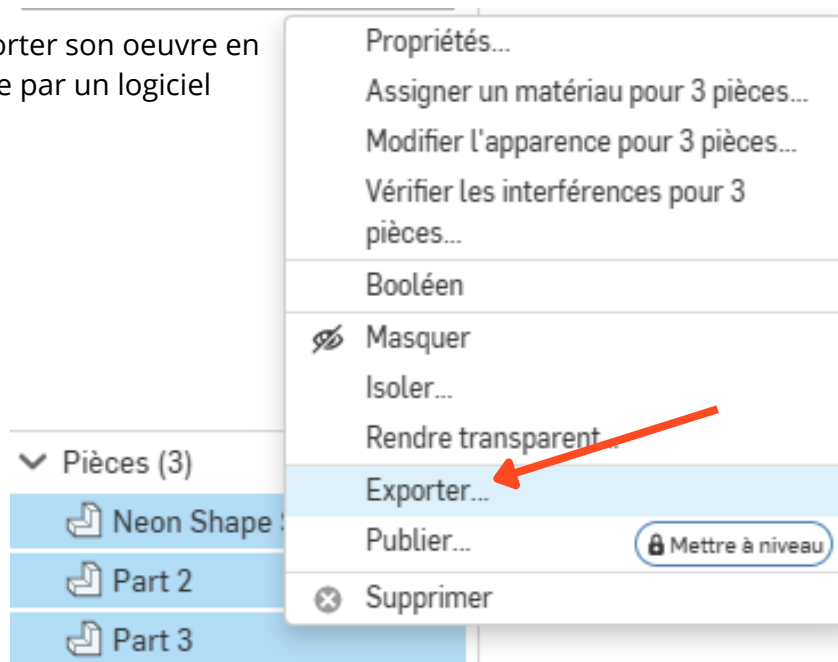 orter son oeuvre en
e par un logiciel
Propriétés...
Assigner un matériau pour 3 pièces...
Modifier l'apparence pour 3 pièces...
Vérifier les interférences pour 3
pièces...
Booléen
Masquer
Isoler...
Rendre transparent...
Exporter...
Publier... Mettre à niveau
Supprimer
Pièces (3)
Neon Shape
Part 2
Part 3